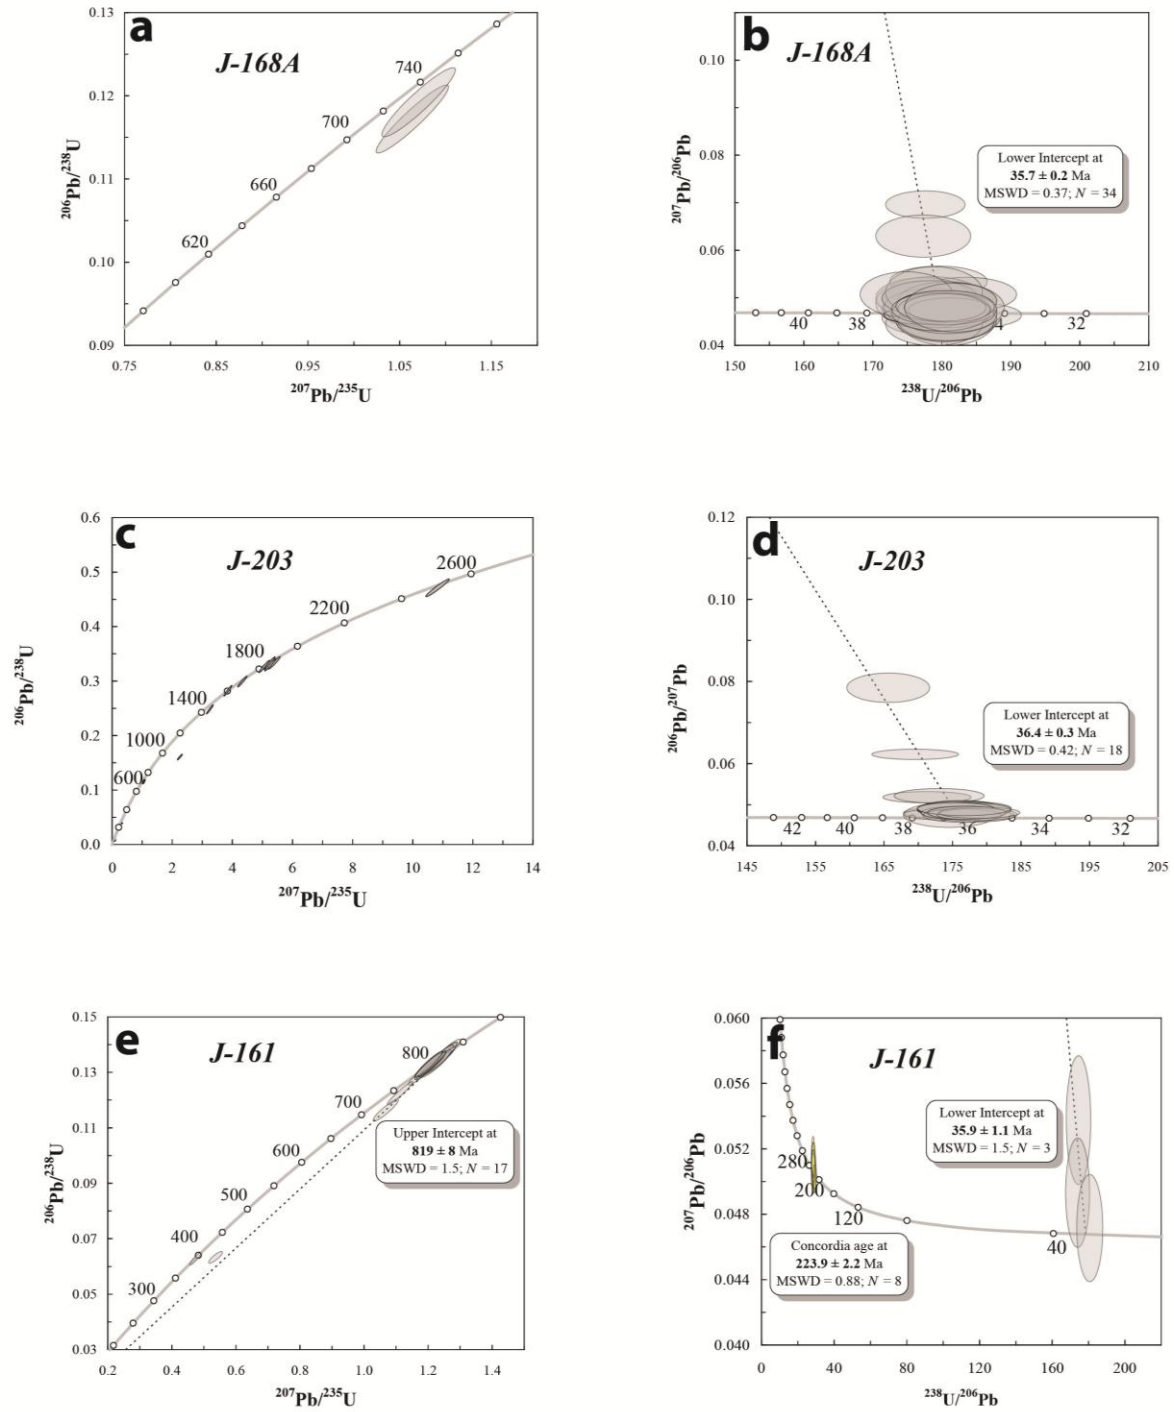 a
J-168A
0.13
0.12
0.11
0.10
0.09
740
700
660
620
0.75
0.85
0.95
1.05
1.15
206Pb/238U
207Pb/235U
b
J-168A
0.10
0.08
0.06
0.04
Lower Intercept at
35.7 ± 0.2 Ma
MSWD = 0.37; N = 34
40
38
4
32
150
160
170
180
190
200
210
207Pb/206Pb
238U/206Pb
c
J-203
0.6
0.5
0.4
0.3
0.2
0.1
0.0
2600
2200
1800
1400
1000
600
0
2
4
6
8
10
12
14
206Pb/238U
207Pb/235U
d
J-203
0.12
0.10
0.08
0.06
0.04
Lower Intercept at
36.4 ± 0.3 Ma
MSWD = 0.42; N = 18
42
40
38
36
34
32
145
155
165
175
185
195
205
206Pb/207Pb
238U/206Pb
e
J-161
0.15
0.13
0.11
0.09
0.07
0.05
0.03
800
700
600
500
400
300
Upper Intercept at
819 ± 8 Ma
MSWD = 1.5; N = 17
0.2
0.4
0.6
0.8
1.0
1.2
1.4
206Pb/238U
207Pb/235U
f
J-161
0.060
0.056
0.052
0.048
0.044
0.040
Lower Intercept at
35.9 ± 1.1 Ma
MSWD = 1.5; N = 3
280
200
120
40
Concordia age at
223.9 ± 2.2 Ma
MSWD = 0.88; N = 8
0
40
80
120
160
200
207Pb/206Pb
238U/206Pb